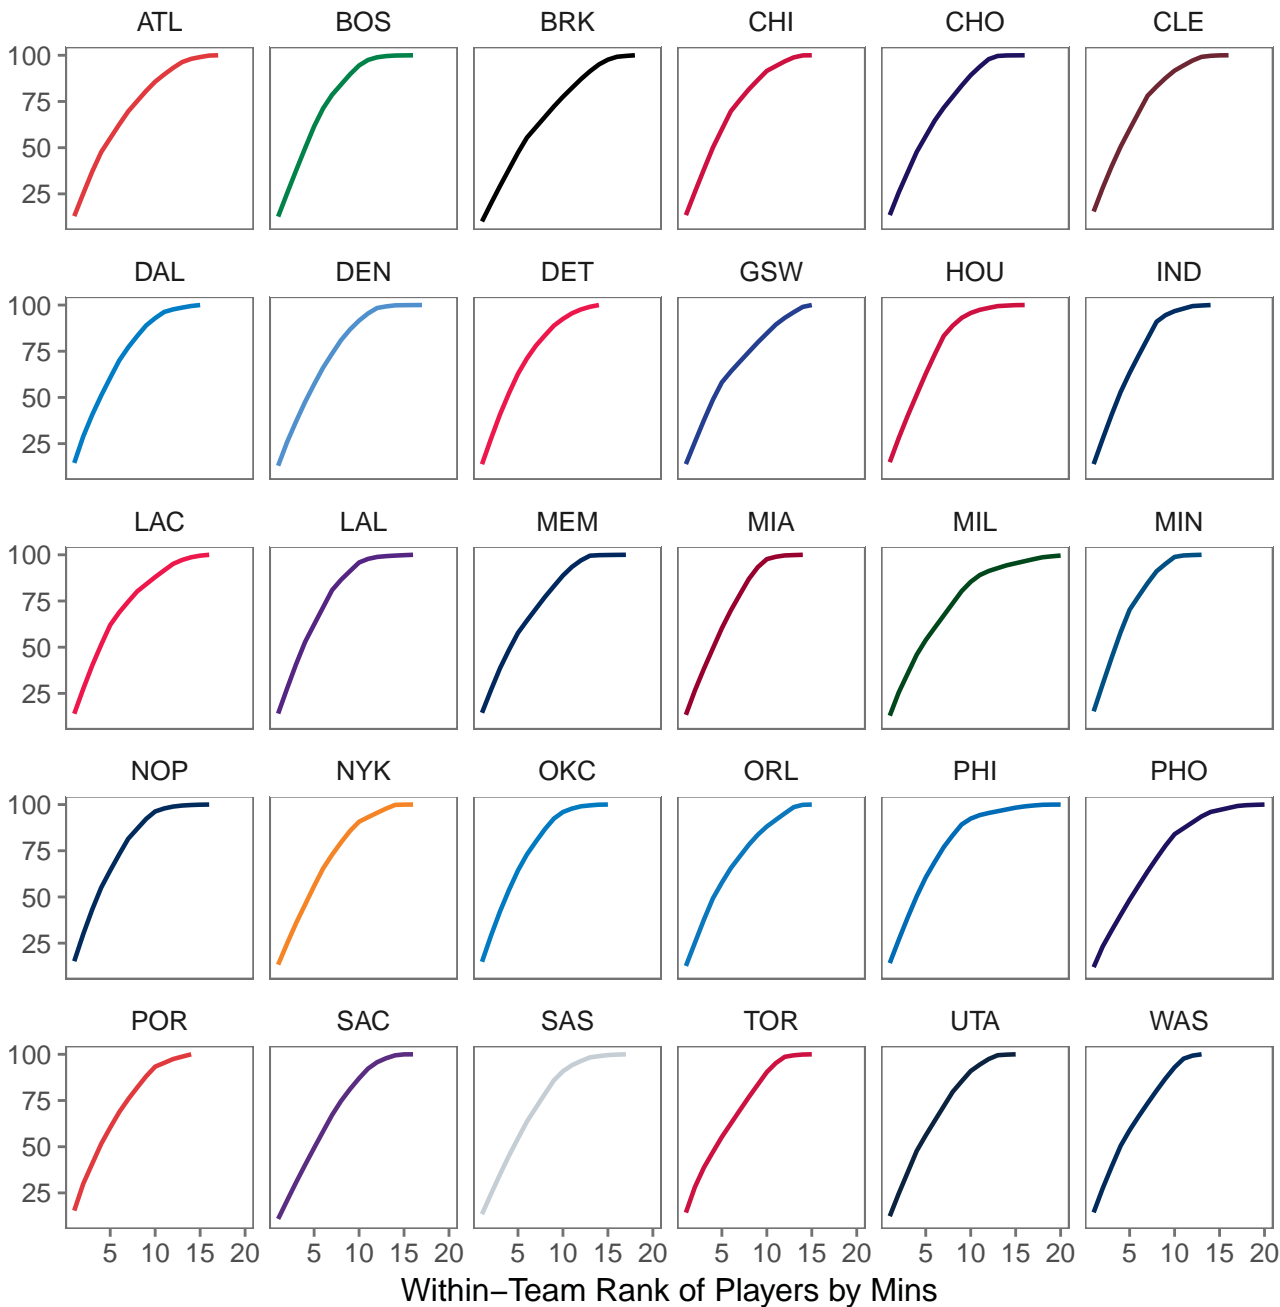 ATL BOS BRK CHI CHO CLE
100
75
50
25
DAL DEN DET GSW HOU IND
100
75
50
25
LAC LAL MEM MIA MIL MIN
100
75
50
25
NOP NYK OKC ORL PHI PHO
100
75
50
25
POR SAC SAS TOR UTA WAS
100
75
50
25
5 10 15 20 5 10 15 20 5 10 15 20 5 10 15 20 5 10 15 20 5 10 15 20
Within−Team Rank of Players by Mins